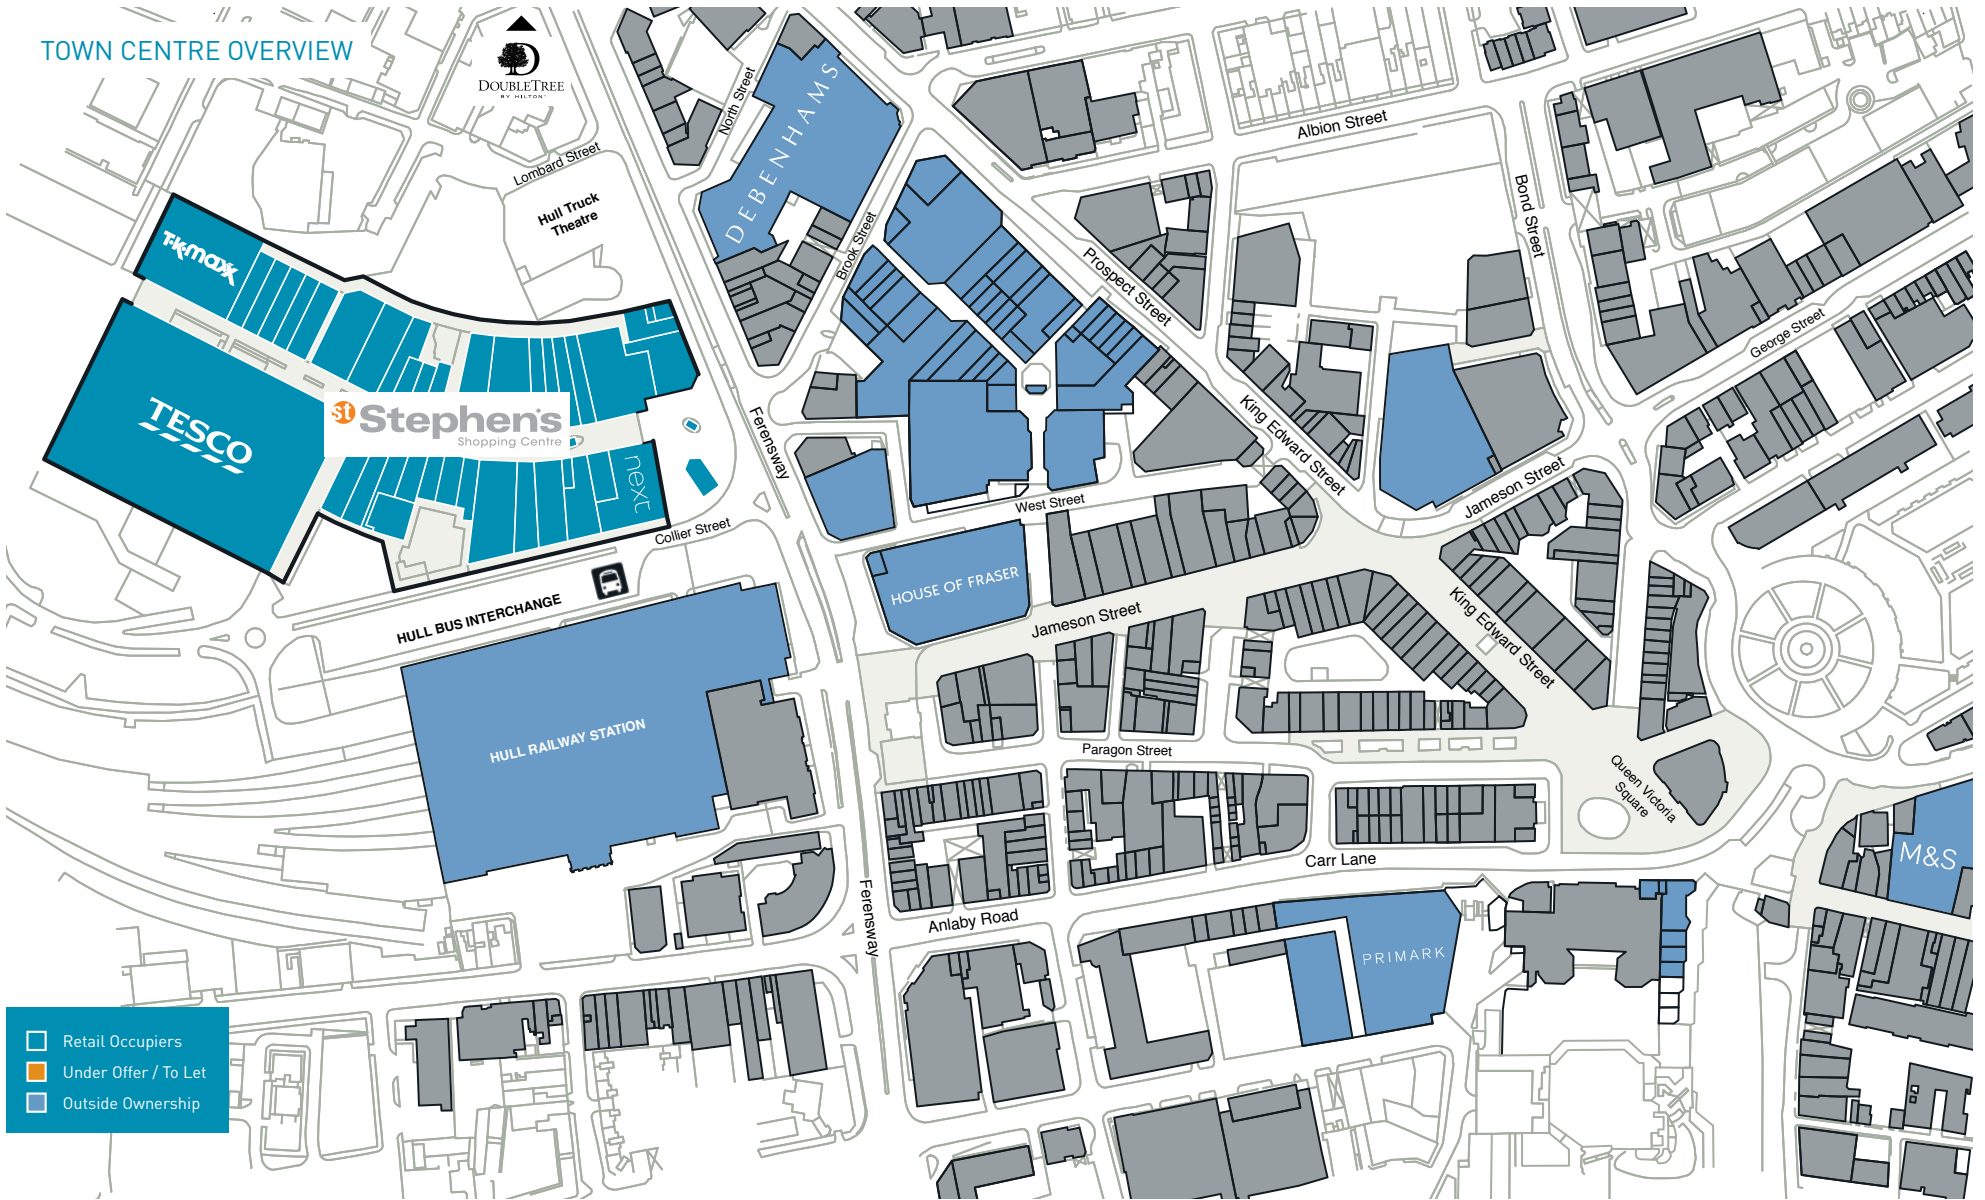 TOWN CENTRE OVERVIEW
D
DOUBLETREE
BY HILTON
North Street
DEBENHAMS
Albion Street
Lombard Street
Hull Truck
Theatre
Bond Street
Brook Street
T·K·maxx
Prospect Street
George Street
TESCO
st Stephen's
Shopping Centre
Ferensway
King Edward Street
next
Jameson Street
West Street
Collier Street
HOUSE OF FRASER
HULL BUS INTERCHANGE
Jameson Street
King Edward Street
HULL RAILWAY STATION
Paragon Street
Queen Victoria
Square
Carr Lane
M&S
Ferensway
Anlaby Road
PRIMARK
Retail Occupiers
Under Offer / To Let
Outside Ownership